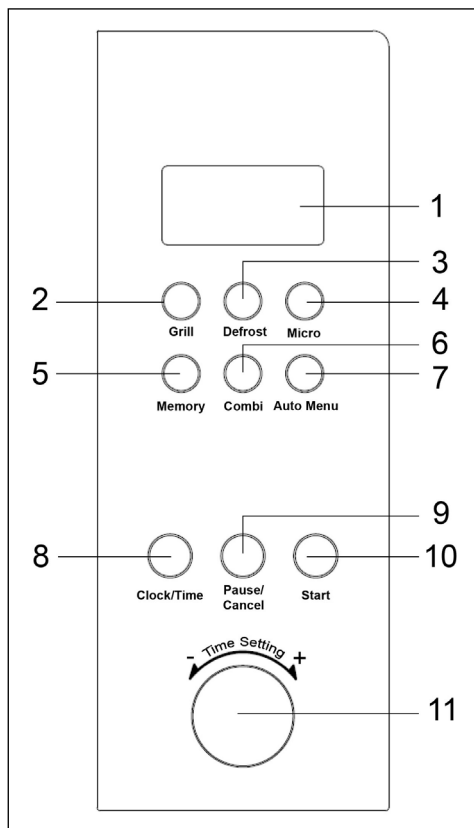 1
3
2
4
Grill Defrost Micro
6
5
7
Memory Combi Auto Menu
9
8
10
Clock/Time Pause/ Start
Cancel
- Time Setting +
11